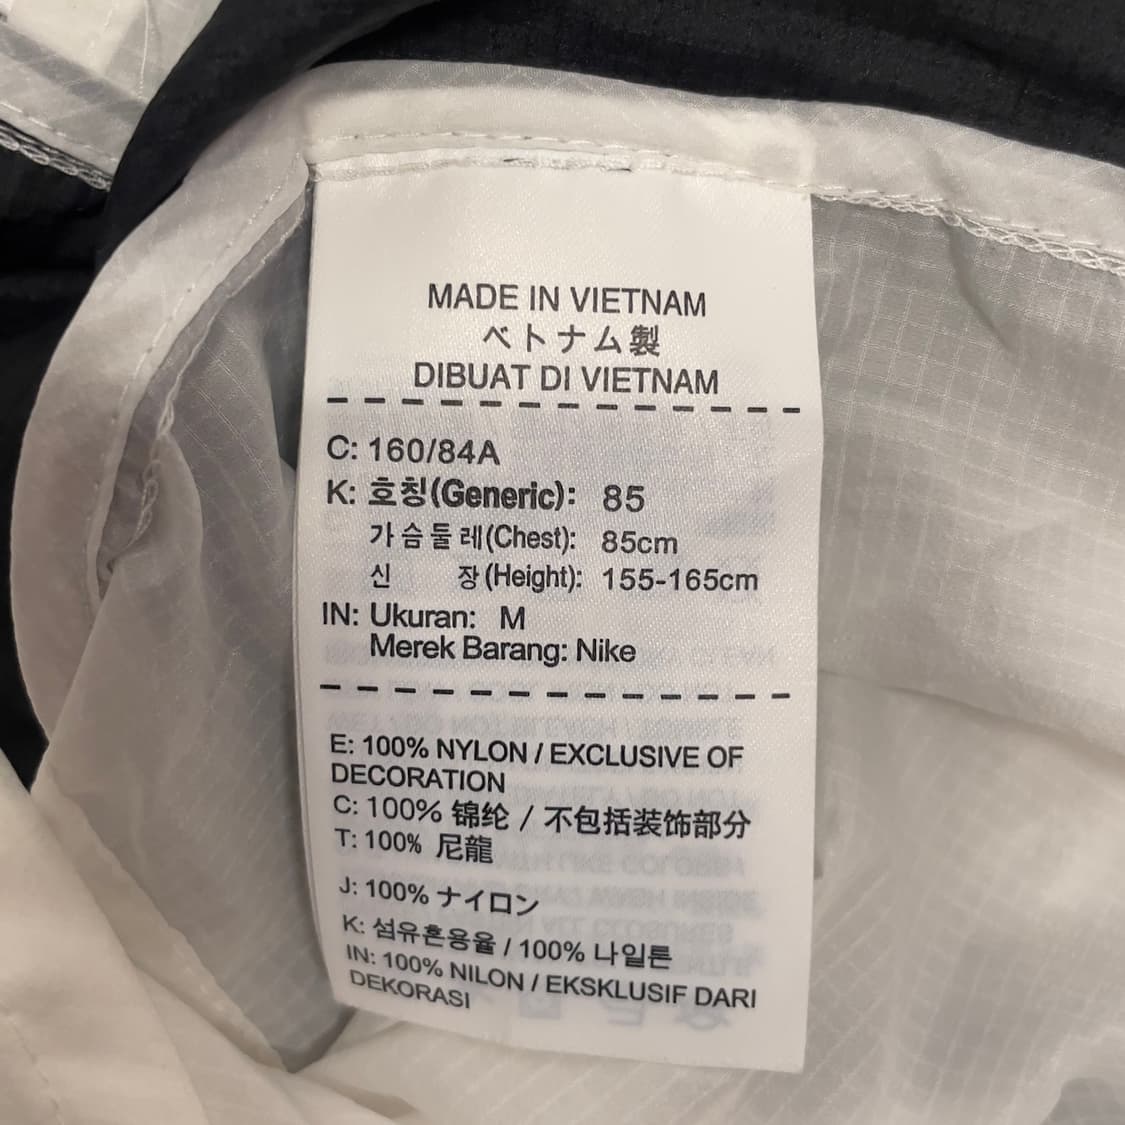 MADE IN VIETNAM
ベトナム製
DIBUAT DI VIETNAM
C: 160/84A
K: 호칭(Generic): 85
가슴둘레(Chest): 85cm
신 장(Height): 155-165cm
IN: Ukuran: M
Merek Barang: Nike
E: 100% NYLON / EXCLUSIVE OF
DECORATION
C: 100% 锦纶 / 不包括装饰部分
T: 100% 尼龍
J: 100% ナイロン
K: 섬유혼용율 / 100% 나일론
IN: 100% NILON / EKSKLUSIF DARI
DEKORASI